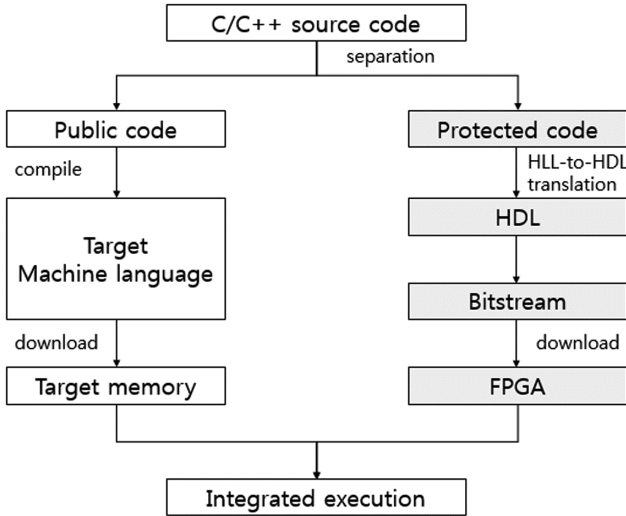 C/C++ source code
separation
Public code
Protected code
compile
HLL-to-HDL
translation
Target
Machine language
HDL
Bitstream
download
download
Target memory
FPGA
Integrated execution